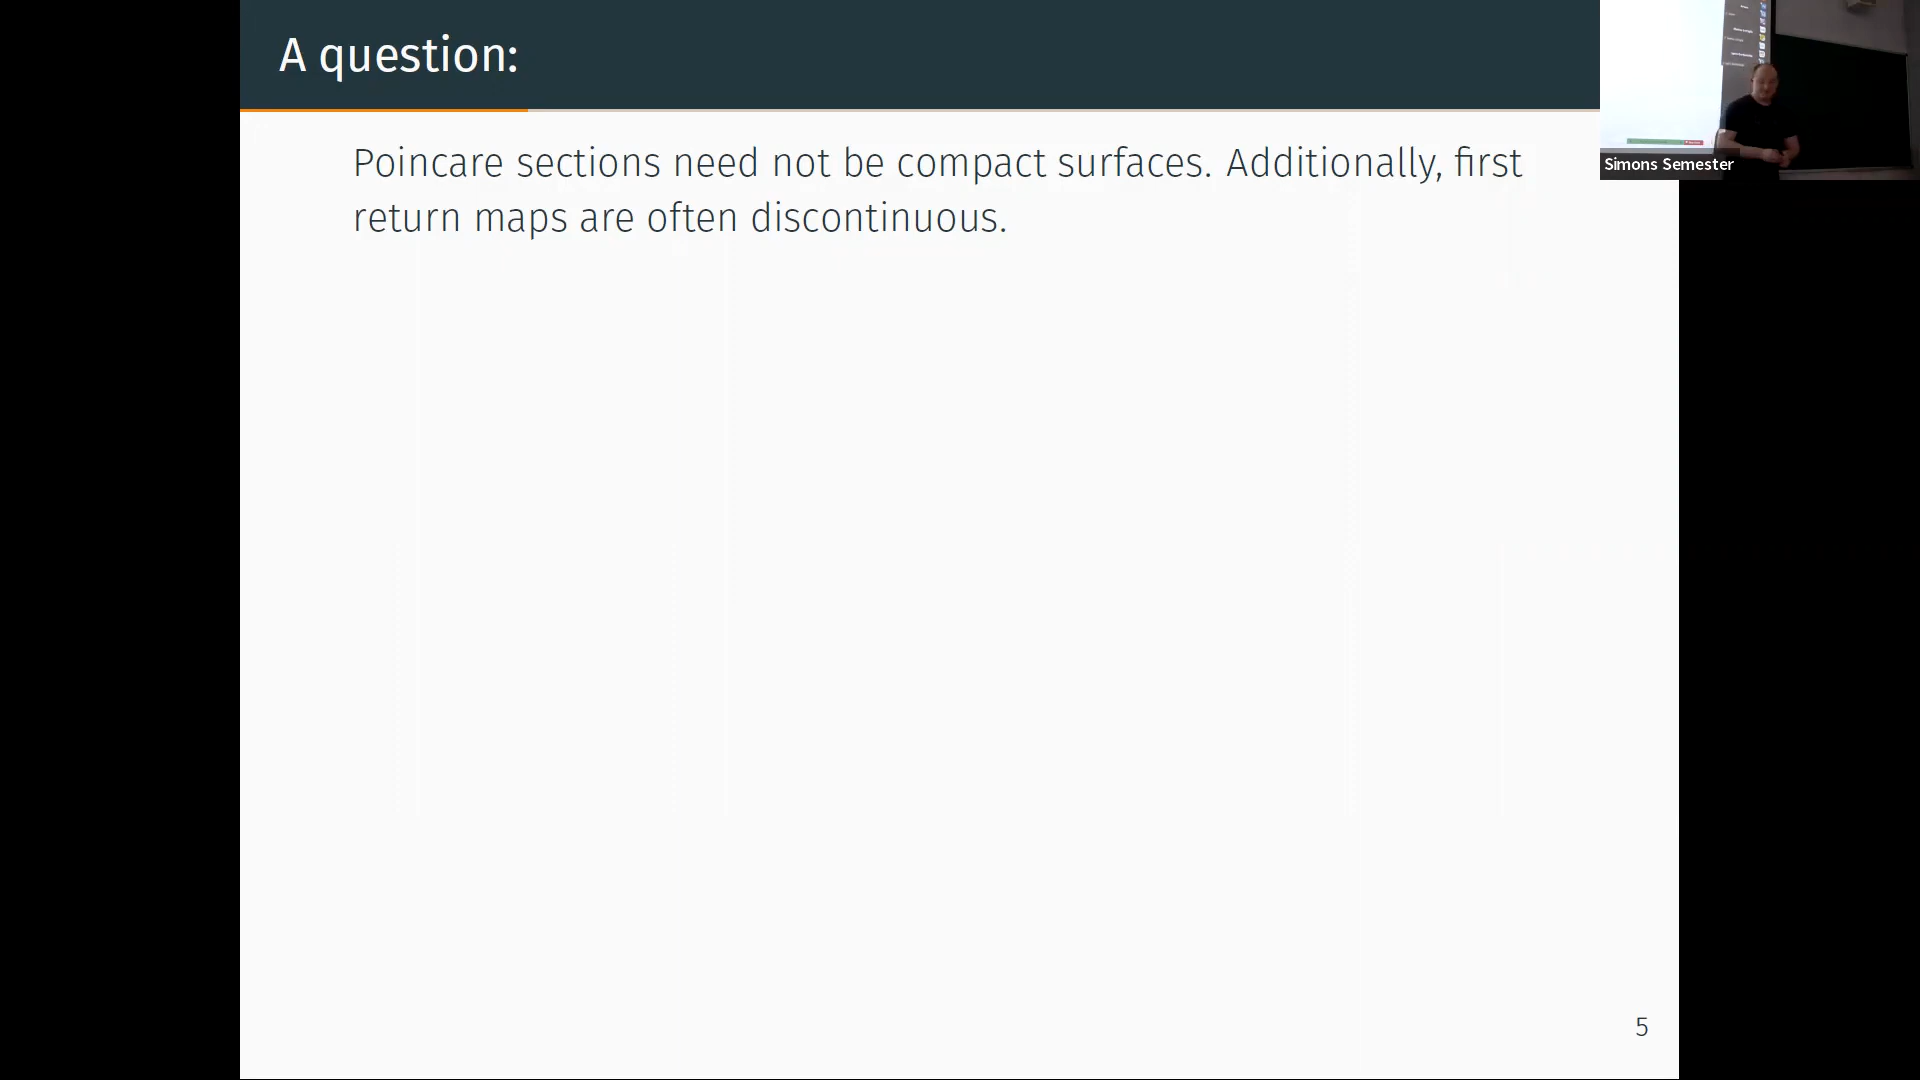 A question:
Poincare sections need not be compact surfaces. Additionally, first
return maps are often discontinuous.
Simons Semester
5